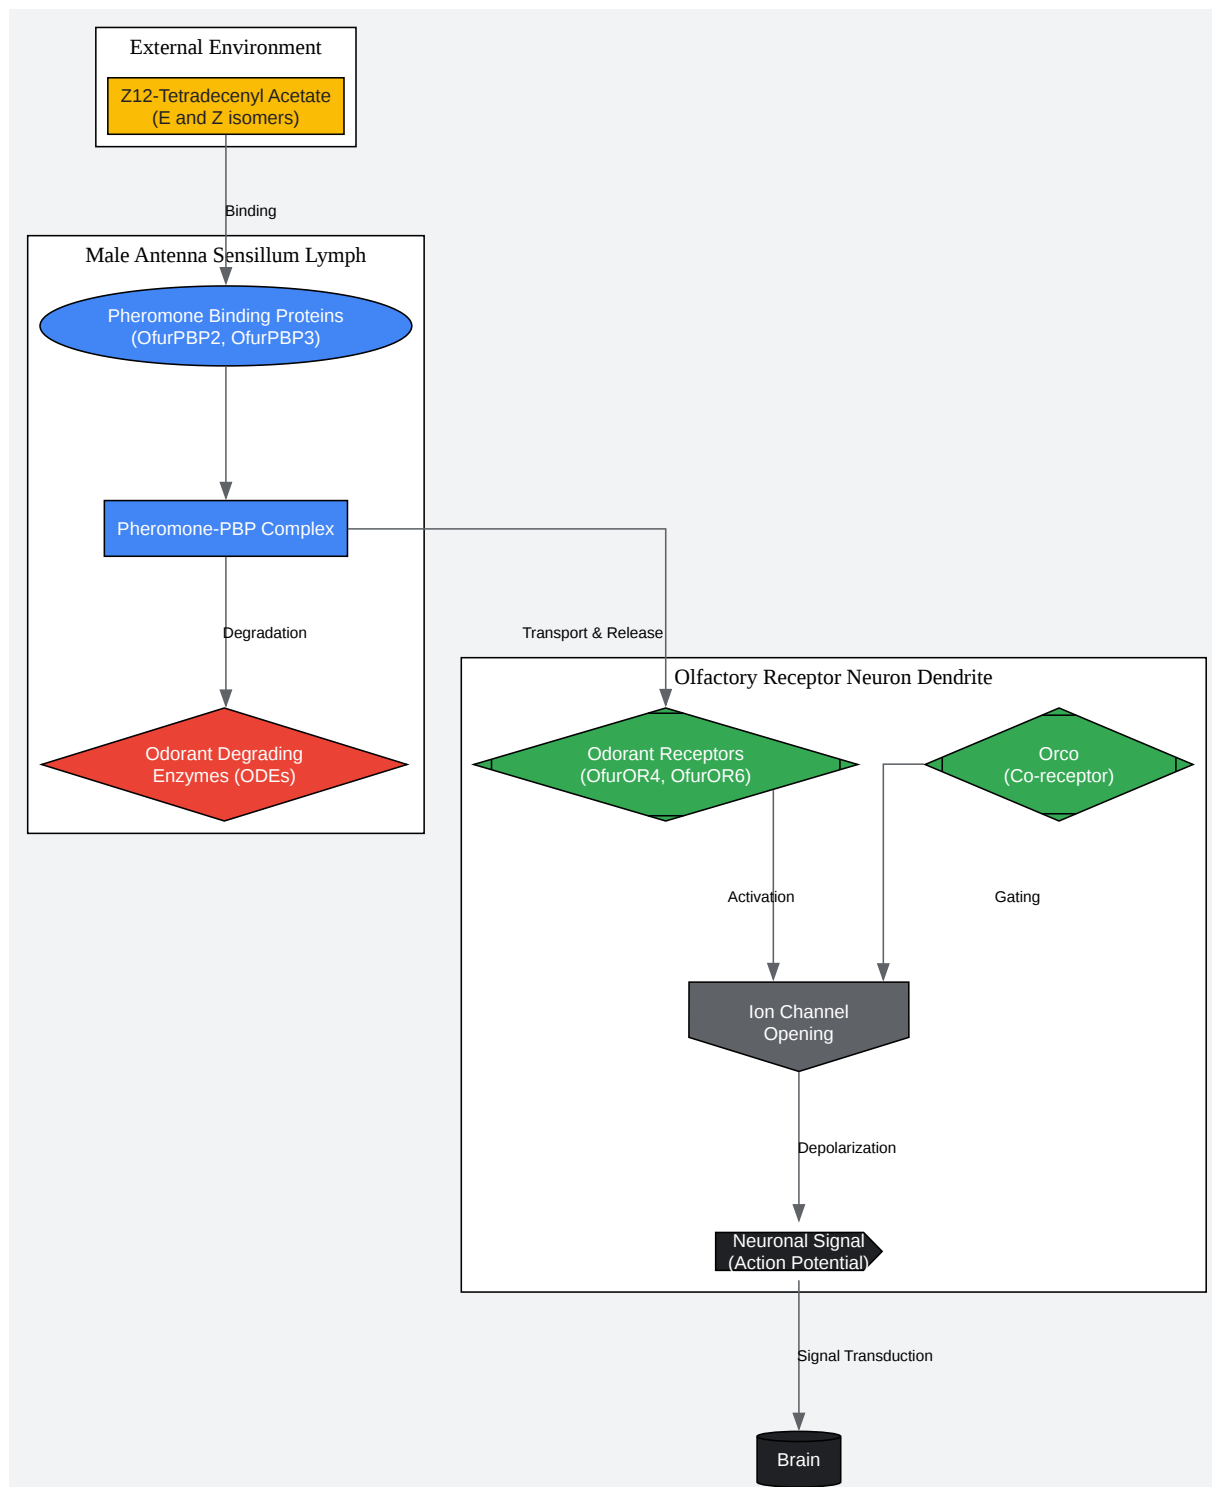 External Environment
Z12-Tetradecenyl Acetate
(E and Z isomers)
Binding
Male Antenna Sensillum Lymph
Pheromone Binding Proteins
(OfurPBP2, OfurPBP3)
Pheromone-PBP Complex
Degradation
Transport & Release
Odorant Degrading
Enzymes (ODEs)
Olfactory Receptor Neuron Dendrite
Odorant Receptors
(OfurOR4, OfurOR6)
Orco
(Co-receptor)
Activation
Gating
Ion Channel
Opening
Depolarization
Neuronal Signal
(Action Potential)
Signal Transduction
Brain